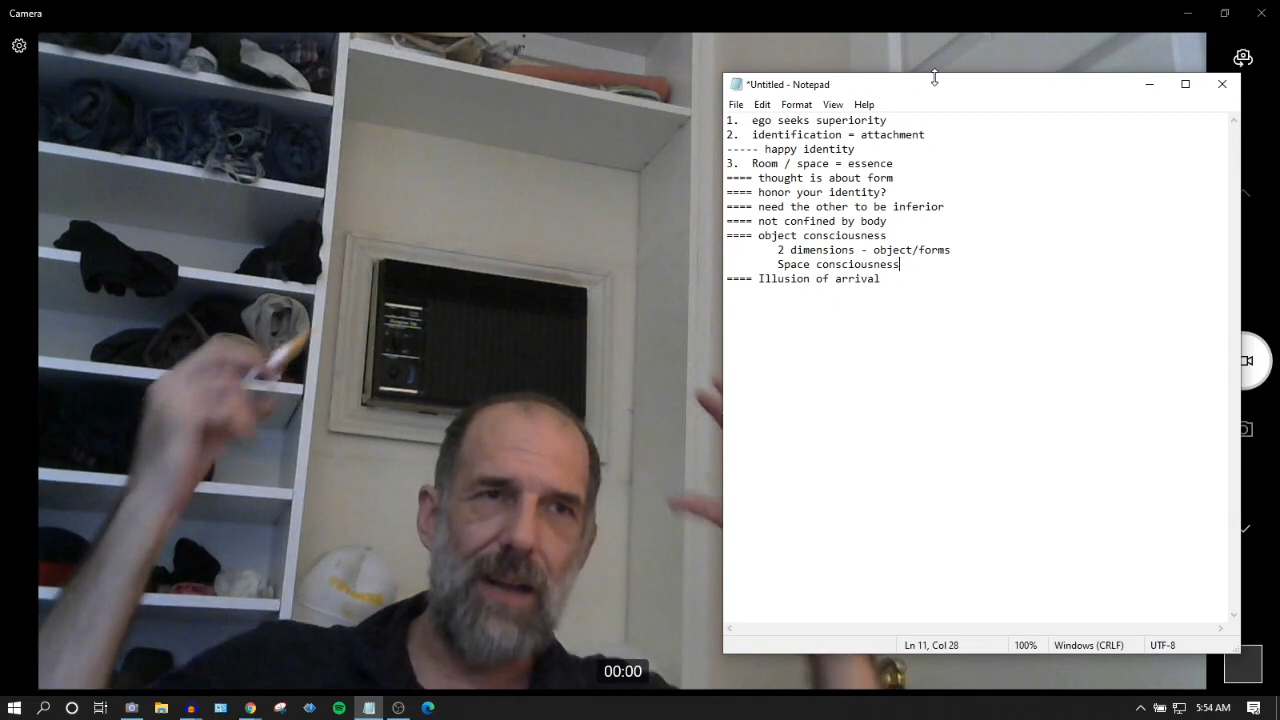 Camera
*Untitled - Notepad
File Edit Format View Help
1. ego seeks superiority
2. identification = attachment
----- happy identity
3. Room / space = essence
==== thought is about form
==== honor your identity?
==== need the other to be inferior
==== not confined by body
==== object consciousness
2 dimensions - object/forms
Space consciousness
==== Illusion of arrival
Ln 11, Col 28 100% Windows (CRLF) UTF-8
00:00
5:54 AM